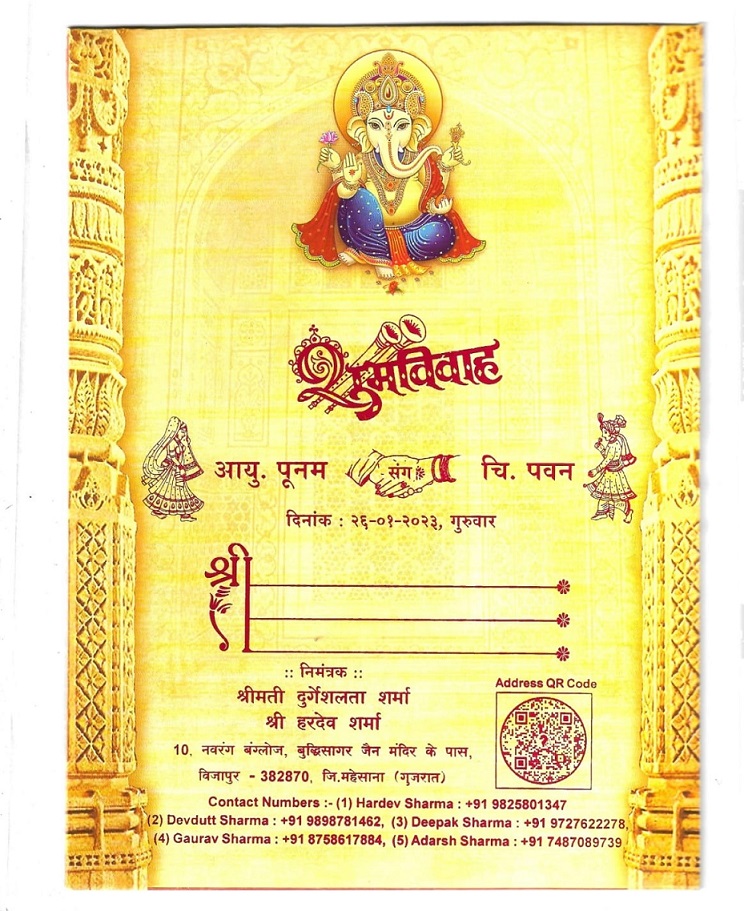 शुभविवाह
आयु. पूनम संग चि. पवन
दिनांक : २६-०१-२०२३, गुरुवार
श्री
:: निमंत्रक ::
श्रीमती दुर्गेशलता शर्मा
श्री हरदेव शर्मा
10, नवरंग बंग्लोज, बुद्धिसागर जैन मंदिर के पास,
विजापुर - 382870, जि.महेसाना (गुजरात)
Address QR Code
Contact Numbers :- (1) Hardev Sharma : +91 9825801347
(2) Devdutt Sharma : +91 9898781462, (3) Deepak Sharma : +91 9727622278,
(4) Gaurav Sharma : +91 8758617884, (5) Adarsh Sharma : +91 7487089739